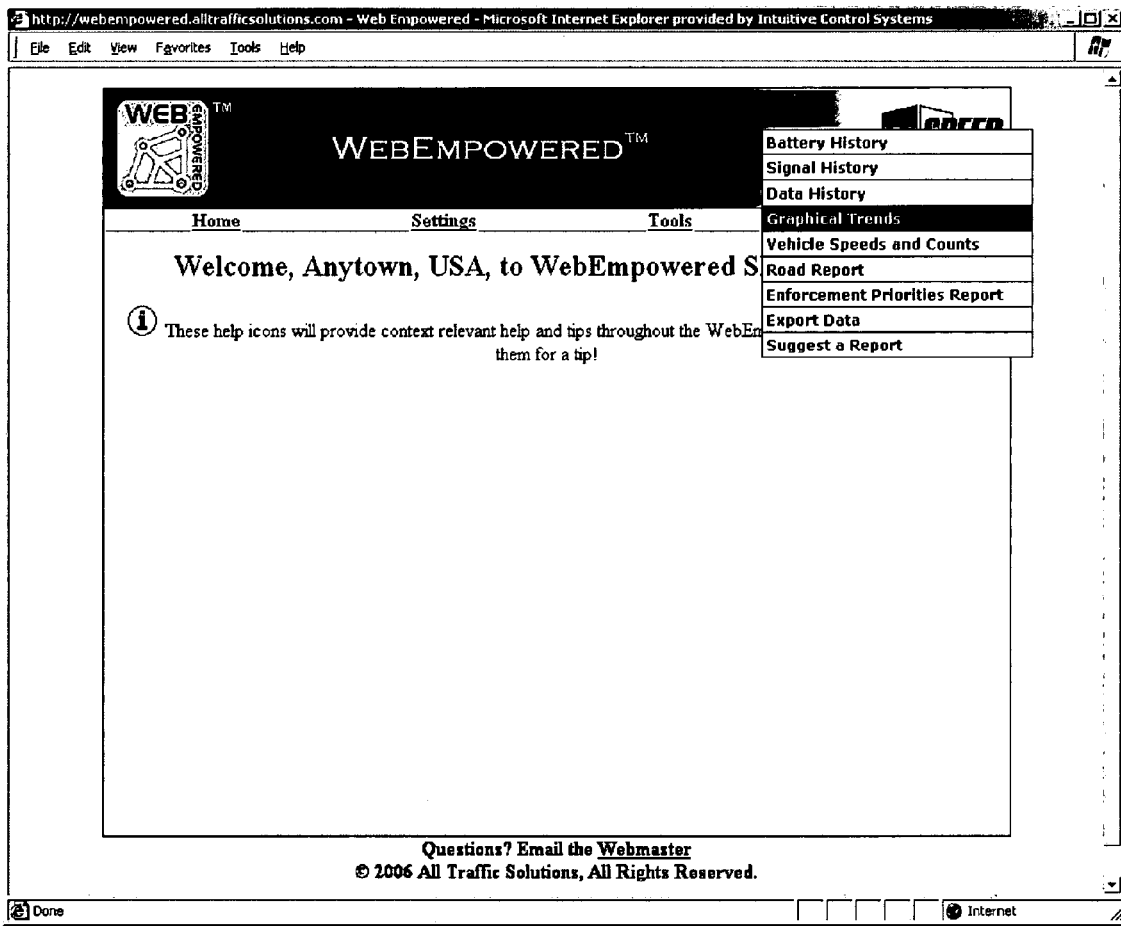 http://webempowered.alltrafficsolutions.com - Web Empowered - Microsoft Internet Explorer provided by Intuitive Control Systems
File Edit View Favorites Tools Help
WEB EMPOWERED TM
WEBEMPOWERED TM
SPEED
Battery History
Signal History
Data History
Graphical Trends
Vehicle Speeds and Counts
Road Report
Enforcement Priorities Report
Export Data
Suggest a Report
Home Settings Tools
Welcome, Anytown, USA, to WebEmpowered S
These help icons will provide context relevant help and tips throughout the WebEm
them for a tip!
Questions? Email the Webmaster
© 2006 All Traffic Solutions, All Rights Reserved.
Done Internet